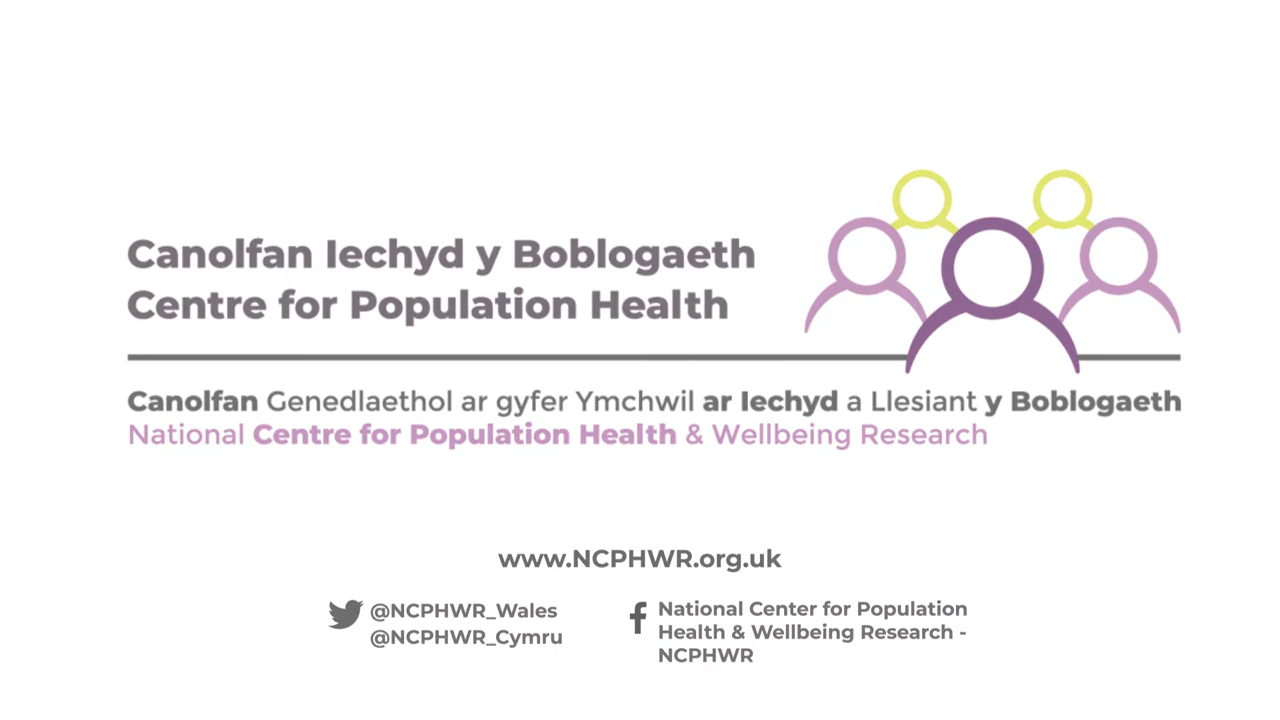 Canolfan Iechyd y Boblogaeth
Centre for Population Health
Canolfan Genedlaethol ar gyfer Ymchwil ar Iechyd a Llesiant y Boblogaeth
National Centre for Population Health & Wellbeing Research
www.NCPHWR.org.uk
@NCPHWR_Wales
@NCPHWR_Cymru
National Center for Population
Health & Wellbeing Research -
NCPHWR